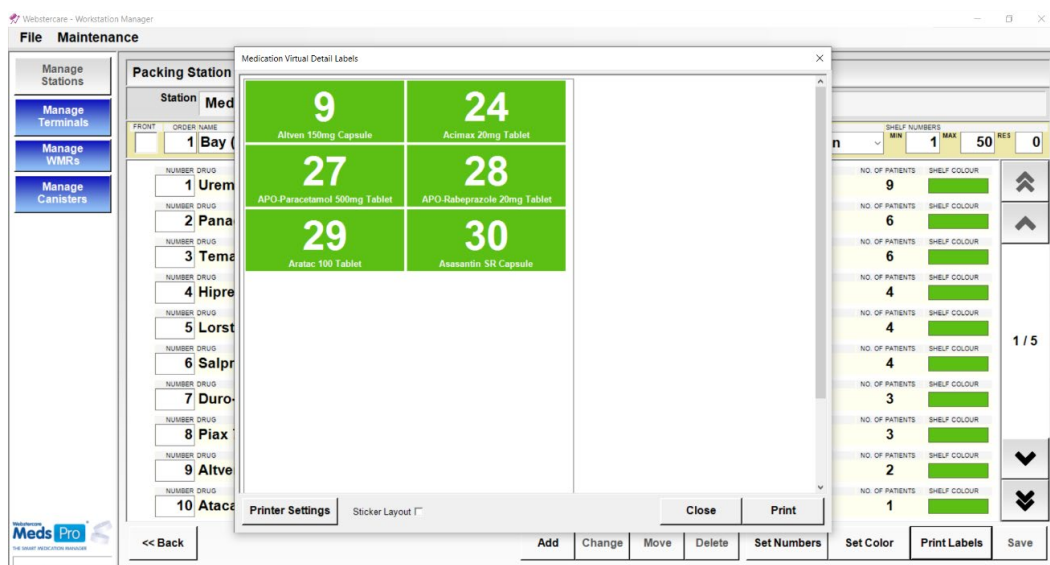 Webstercare - Workstation Manager
File Maintenance
Manage Stations
Manage Terminals
Manage WMRs
Manage Canisters
Webstercare
Meds Pro
THE SMART MEDICATION MANAGER
Packing Station
Station Med
FRONT ORDER NAME
1 Bay (
n
SHELF NUMBERS
MIN 1 MAX 50 RES 0
NUMBER DRUG NO. OF PATIENTS SHELF COLOUR
1 Urem 9
NUMBER DRUG NO. OF PATIENTS SHELF COLOUR
2 Pana 6
NUMBER DRUG NO. OF PATIENTS SHELF COLOUR
3 Tema 6
NUMBER DRUG NO. OF PATIENTS SHELF COLOUR
4 Hipre 4
NUMBER DRUG NO. OF PATIENTS SHELF COLOUR
5 Lorst 4
NUMBER DRUG NO. OF PATIENTS SHELF COLOUR
6 Salpr 4
NUMBER DRUG NO. OF PATIENTS SHELF COLOUR
7 Duro- 3
NUMBER DRUG NO. OF PATIENTS SHELF COLOUR
8 Piax 3
NUMBER DRUG NO. OF PATIENTS SHELF COLOUR
9 Altve 2
NUMBER DRUG NO. OF PATIENTS SHELF COLOUR
10 Ataca 1
1 / 5
Medication Virtual Detail Labels
9
Altven 150mg Capsule
24
Acimax 20mg Tablet
27
APO-Paracetamol 500mg Tablet
28
APO-Rabeprazole 20mg Tablet
29
Aratac 100 Tablet
30
Asasantin SR Capsule
Printer Settings Sticker Layout Close Print
<< Back Add Change Move Delete Set Numbers Set Color Print Labels Save